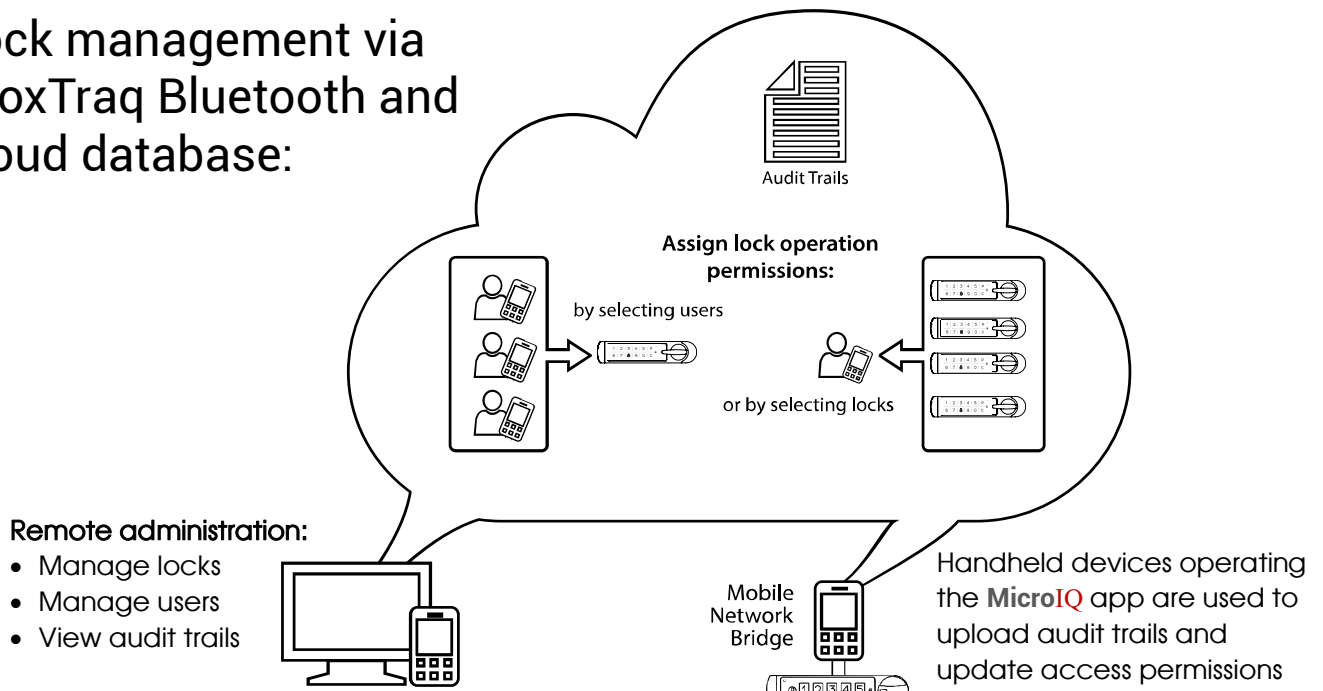 ock management via
oxTraq Bluetooth and
oud database:
Audit Trails
Assign lock operation
permissions:
by selecting users
or by selecting locks
Remote administration:
• Manage locks
• Manage users
• View audit trails
Mobile
Network
Bridge
Handheld devices operating
the MicroIQ app are used to
upload audit trails and
update access permissions